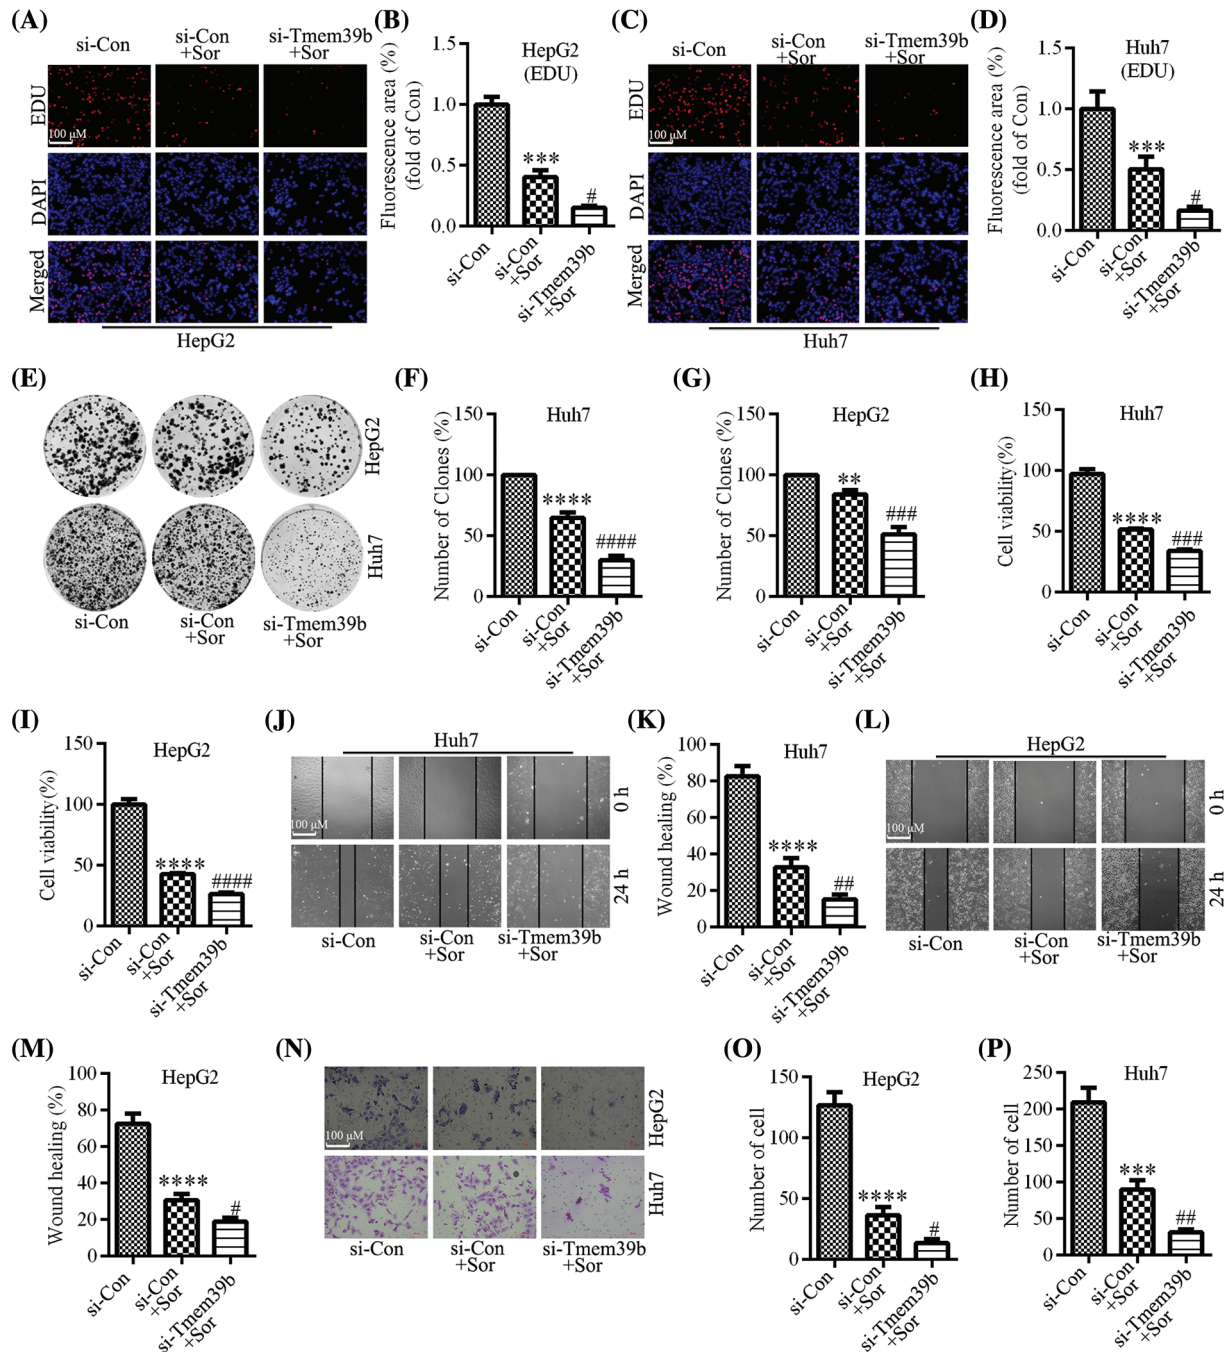 (A)
si-Con
si-Con
+Sor
si-Tmem39b
+Sor
EDU
100 μM
DAPI
Merged
HepG2
(B)
Fluorescence area (%)
(fold of Con)
1.5
1.0
0.5
0.0
HepG2
(EDU)
***
#
si-Con
si-Con
+Sor
si-Tmem39b
+Sor
(C)
si-Con
si-Con
+Sor
si-Tmem39b
+Sor
EDU
100 μM
DAPI
Merged
Huh7
(D)
Fluorescence area (%)
(fold of Con)
1.5
1.0
0.5
0.0
Huh7
(EDU)
***
#
si-Con
si-Con
+Sor
si-Tmem39b
+Sor
(E)
HepG2
Huh7
si-Con
si-Con
+Sor
si-Tmem39b
+Sor
(F)
Number of Clones (%)
150
100
50
0
Huh7
****
####
si-Con
si-Con
+Sor
si-Tmem39b
+Sor
(G)
Number of Clones (%)
150
100
50
0
HepG2
**
###
si-Con
si-Con
+Sor
si-Tmem39b
+Sor
(H)
Cell viability(%)
150
100
50
0
Huh7
****
###
si-Con
si-Con
+Sor
si-Tmem39b
+Sor
(I)
Cell viability(%)
150
100
50
0
HepG2
****
####
si-Con
si-Con
+Sor
si-Tmem39b
+Sor
(J)
Huh7
100 μM
0 h
24 h
si-Con
si-Con
+Sor
si-Tmem39b
+Sor
(K)
Wound healing (%)
100
80
60
40
20
0
Huh7
****
##
si-Con
si-Con
+Sor
si-Tmem39b
+Sor
(L)
HepG2
100 μM
0 h
24 h
si-Con
si-Con
+Sor
si-Tmem39b
+Sor
(M)
Wound healing (%)
100
80
60
40
20
0
HepG2
****
#
si-Con
si-Con
+Sor
si-Tmem39b
+Sor
(N)
100 μM
HepG2
Huh7
si-Con
si-Con
+Sor
si-Tmem39b
+Sor
(O)
Number of cell
150
100
50
0
HepG2
****
#
si-Con
si-Con
+Sor
si-Tmem39b
+Sor
(P)
Number of cell
250
200
150
100
50
0
Huh7
***
##
si-Con
si-Con
+Sor
si-Tmem39b
+Sor